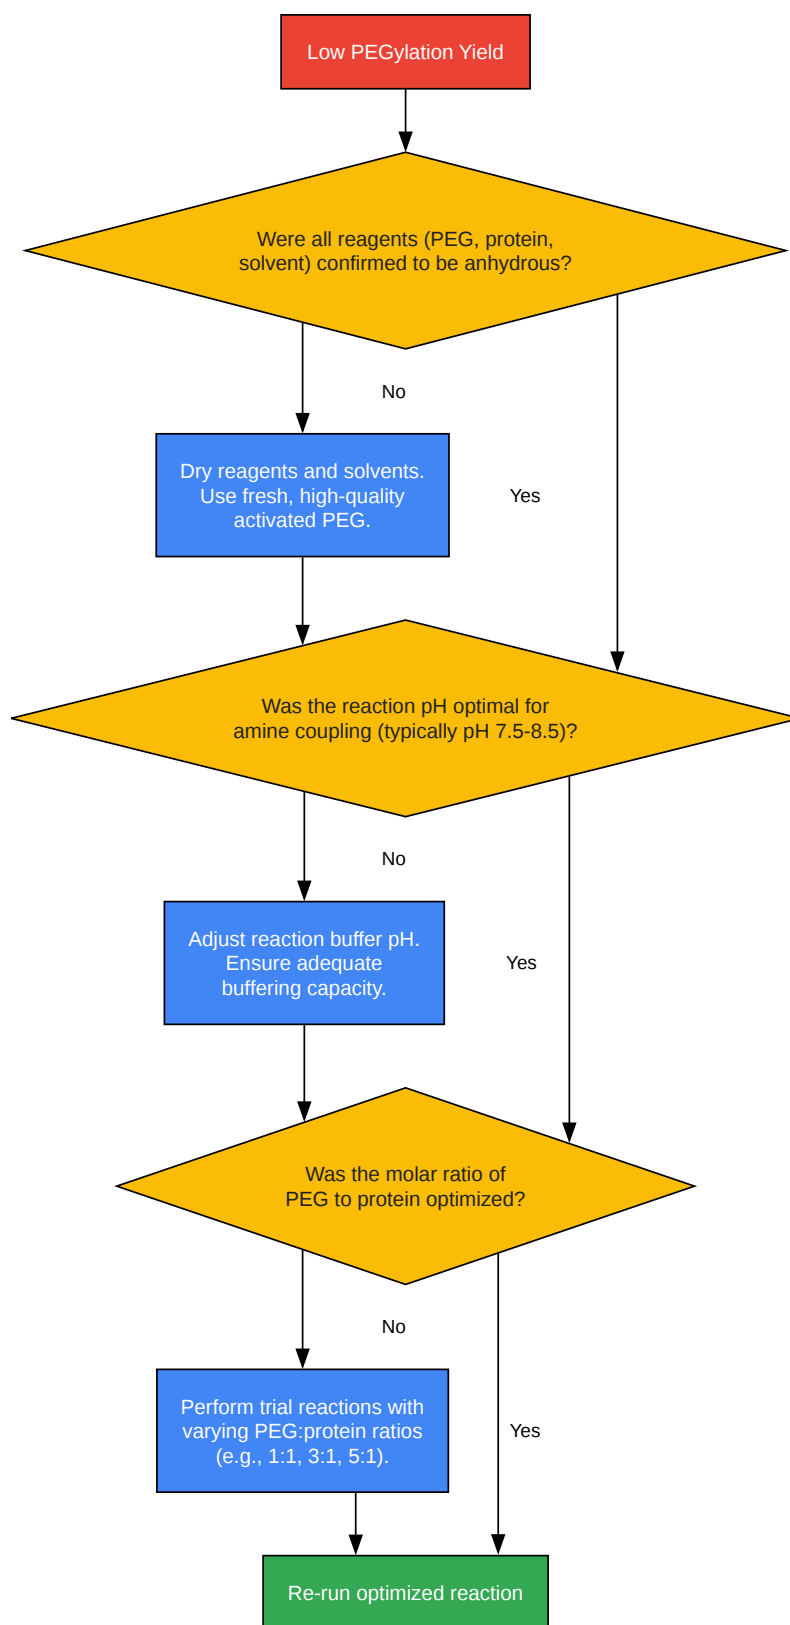 Low PEGylation Yield
Were all reagents (PEG, protein,
solvent) confirmed to be anhydrous?
No
Dry reagents and solvents.
Use fresh, high-quality
activated PEG.
Yes
Was the reaction pH optimal for
amine coupling (typically pH 7.5-8.5)?
No
Adjust reaction buffer pH.
Ensure adequate
buffering capacity.
Yes
Was the molar ratio of
PEG to protein optimized?
No
Perform trial reactions with
varying PEG:protein ratios
(e.g., 1:1, 3:1, 5:1).
Yes
Re-run optimized reaction